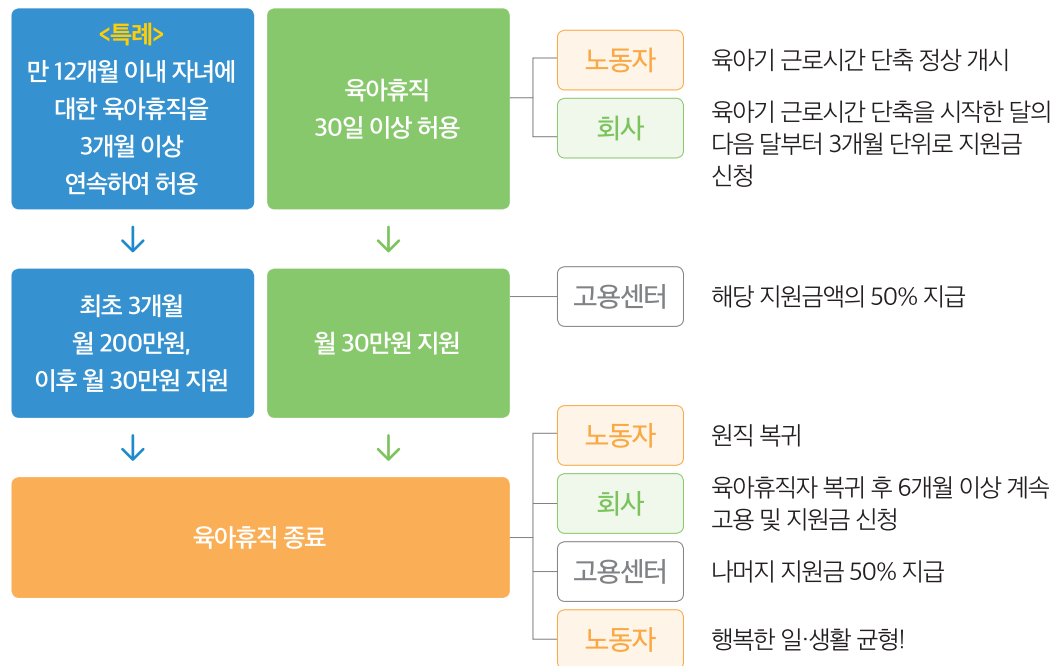 <특례>
만 12개월 이내 자녀에
대한 육아휴직을
3개월 이상
연속하여 허용
육아휴직
30일 이상 허용
노동자
육아기 근로시간 단축 정상 개시
회사
육아기 근로시간 단축을 시작한 달의
다음 달부터 3개월 단위로 지원금
신청
최초 3개월
월 200만원,
이후 월 30만원 지원
월 30만원 지원
고용센터
해당 지원금액의 50% 지급
육아휴직 종료
노동자
원직 복귀
회사
육아휴직자 복귀 후 6개월 이상 계속
고용 및 지원금 신청
고용센터
나머지 지원금 50% 지급
노동자
행복한 일·생활 균형!